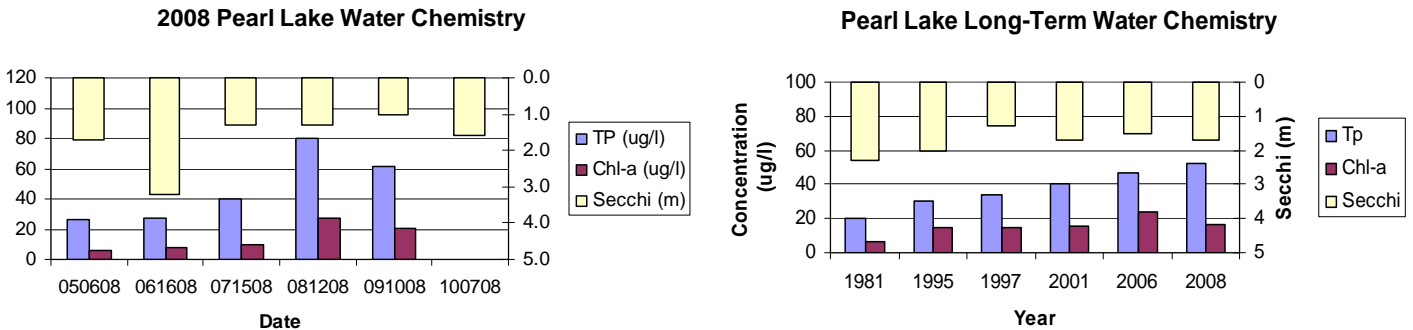 2008 Pearl Lake Water Chemistry
120
100
80
60
40
20
0
0.0
1.0
2.0
3.0
4.0
5.0
050608 061608 071508 081208 091008 100708
Date
TP (ug/l)
Chl-a (ug/l)
Secchi (m)
Pearl Lake Long-Term Water Chemistry
Concentration
(ug/l)
100
80
60
40
20
0
0
1
2
3
4
5
Secchi (m)
1981 1995 1997 2001 2006 2008
Year
Tp
Chl-a
Secchi